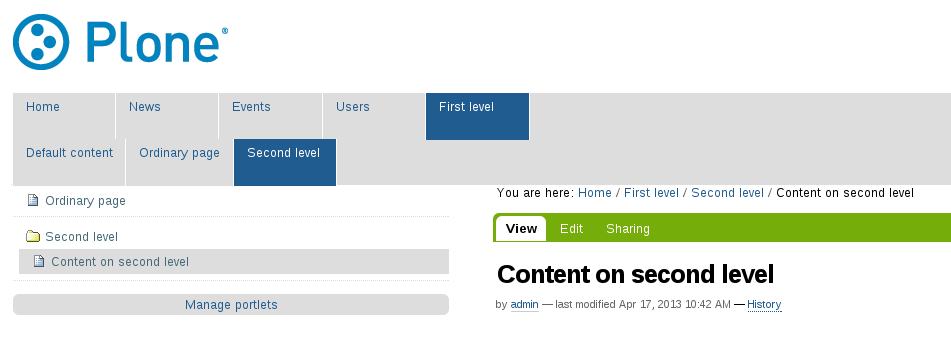 Plone®
Home News Events Users First level
Default content Ordinary page Second level
You are here: Home / First level / Second level / Content on second level
Ordinary page
Second level
Content on second level
Manage portlets
View Edit Sharing
Content on second level
by admin — last modified Apr 17, 2013 10:42 AM — History